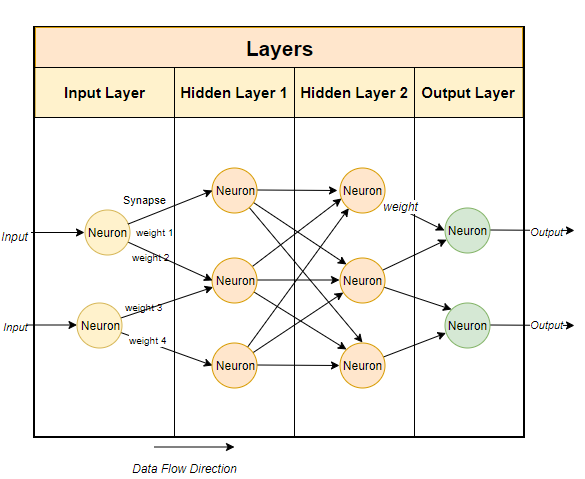 Layers
Input Layer
Hidden Layer 1
Hidden Layer 2
Output Layer
Synapse
Neuron
Neuron
weight
Input
Neuron
weight 1
Neuron
Output
weight 2
Neuron
Neuron
weight 3
Input
Neuron
Neuron
Output
weight 4
Neuron
Neuron
Data Flow Direction